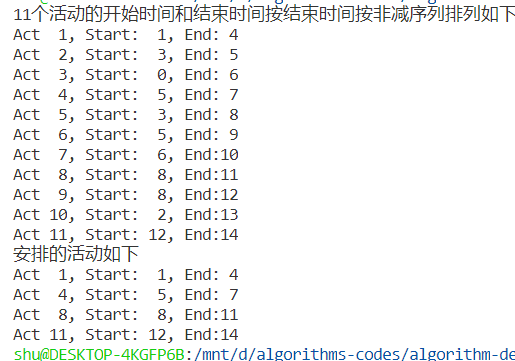 11个活动的开始时间和结束时间按结束时间按非减序列排列如下
Act  1, Start:  1, End: 4
Act  2, Start:  3, End: 5
Act  3, Start:  0, End: 6
Act  4, Start:  5, End: 7
Act  5, Start:  3, End: 8
Act  6, Start:  5, End: 9
Act  7, Start:  6, End:10
Act  8, Start:  8, End:11
Act  9, Start:  8, End:12
Act 10, Start:  2, End:13
Act 11, Start: 12, End:14
安排的活动如下
Act  1, Start:  1, End: 4
Act  4, Start:  5, End: 7
Act  8, Start:  8, End:11
Act 11, Start: 12, End:14
shu@DESKTOP-4KGFP6B:/mnt/d/algorithms-codes/algorithm-de